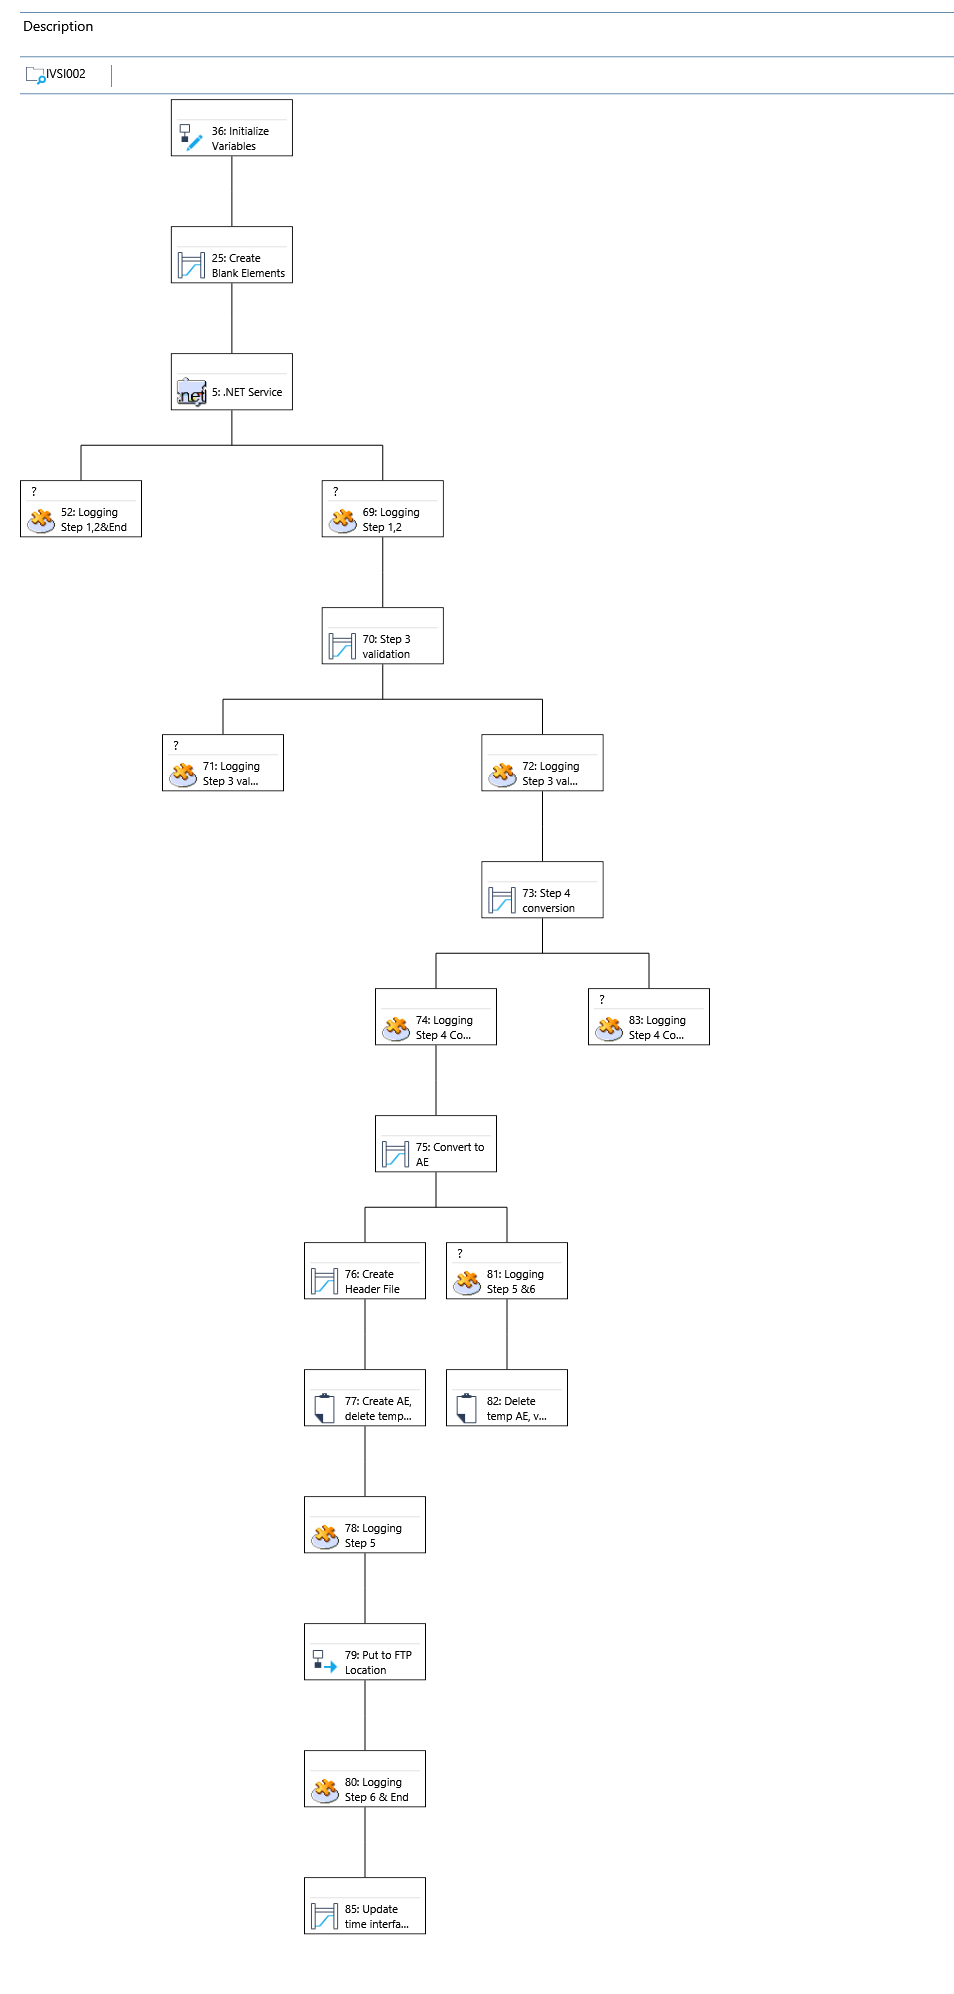 Description
IVSI002
36: Initialize
Variables
25: Create
Blank Elements
.net
5: .NET Service
?
52: Logging
Step 1,2&End
?
69: Logging
Step 1,2
70: Step 3
validation
?
71: Logging
Step 3 val...
72: Logging
Step 3 val...
73: Step 4
conversion
74: Logging
Step 4 Co...
?
83: Logging
Step 4 Co...
75: Convert to
AE
76: Create
Header File
?
81: Logging
Step 5 &6
77: Create AE,
delete temp...
82: Delete
temp AE, v...
78: Logging
Step 5
79: Put to FTP
Location
80: Logging
Step 6 & End
85: Update
time interfa...